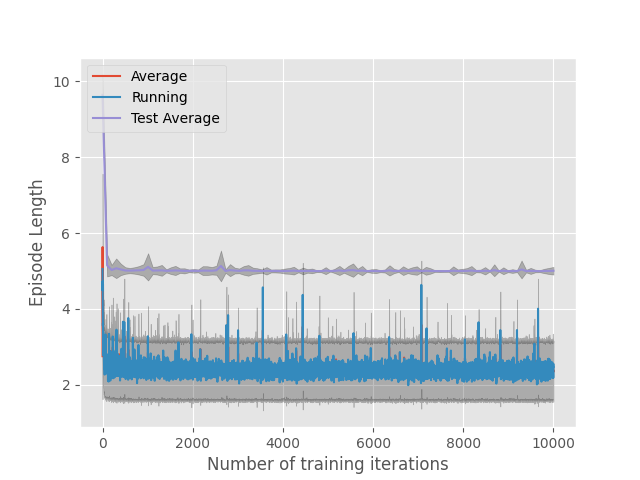 Average
Running
Test Average
Episode Length
10
8
6
4
2
0
2000
4000
6000
8000
10000
Number of training iterations